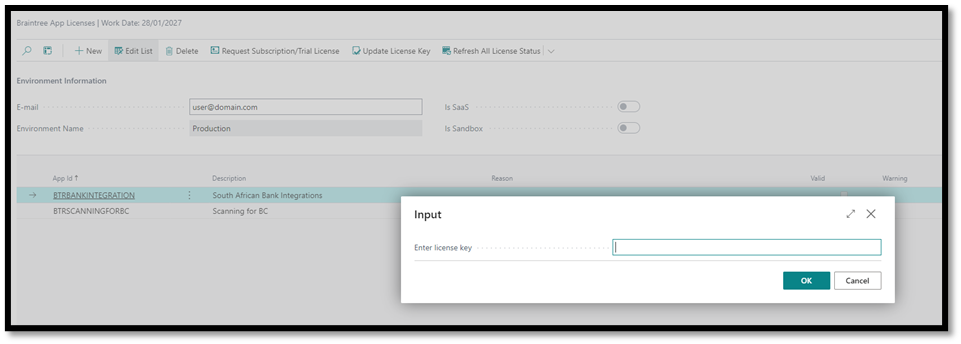 Braintree App Licenses | Work Date: 28/01/2027
+ New Edit List Delete Request Subscription/Trial License Update License Key Refresh All License Status
Environment Information
E-mail user@domain.com Is SaaS
Environment Name Production Is Sandbox
App Id ↑ Description Reason Valid Warning
→ BTRBANKINTEGRATION South African Bank Integrations
BTRSCANNINGFORBC Scanning for BC
Input
Enter license key
OK Cancel